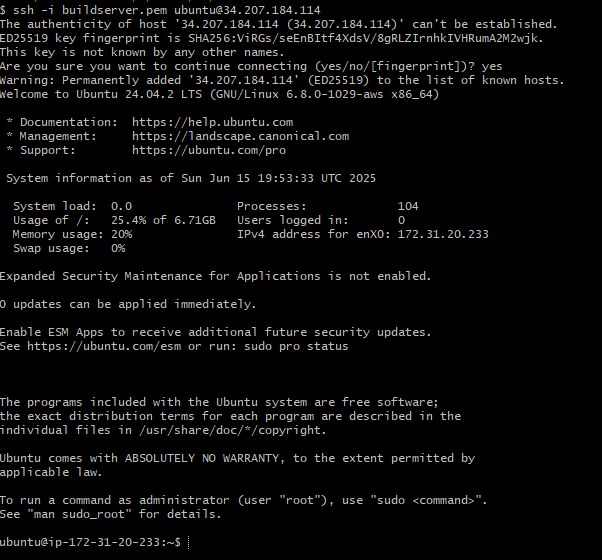 $ ssh -i buildserver.pem ubuntu@34.207.184.114
The authenticity of host '34.207.184.114 (34.207.184.114)' can't be established.
ED25519 key fingerprint is SHA256:ViRGs/seEnBItf4XdsV/8gRLZIrnhkIVHRumA2M2wjk.
This key is not known by any other names.
Are you sure you want to continue connecting (yes/no/[fingerprint])? yes
Warning: Permanently added '34.207.184.114' (ED25519) to the list of known hosts.
Welcome to Ubuntu 24.04.2 LTS (GNU/Linux 6.8.0-1029-aws x86_64)

 * Documentation:  https://help.ubuntu.com
 * Management:     https://landscape.canonical.com
 * Support:        https://ubuntu.com/pro

 System information as of Sun Jun 15 19:53:33 UTC 2025

  System load:  0.0               Processes:             104
  Usage of /:   25.4% of 6.71GB   Users logged in:       0
  Memory usage: 20%               IPv4 address for enX0: 172.31.20.233
  Swap usage:   0%

Expanded Security Maintenance for Applications is not enabled.

0 updates can be applied immediately.

Enable ESM Apps to receive additional future security updates.
See https://ubuntu.com/esm or run: sudo pro status

The programs included with the Ubuntu system are free software;
the exact distribution terms for each program are described in the
individual files in /usr/share/doc/*/copyright.

Ubuntu comes with ABSOLUTELY NO WARRANTY, to the extent permitted by
applicable law.

To run a command as administrator (user "root"), use "sudo <command>".
See "man sudo_root" for details.

ubuntu@ip-172-31-20-233:~$